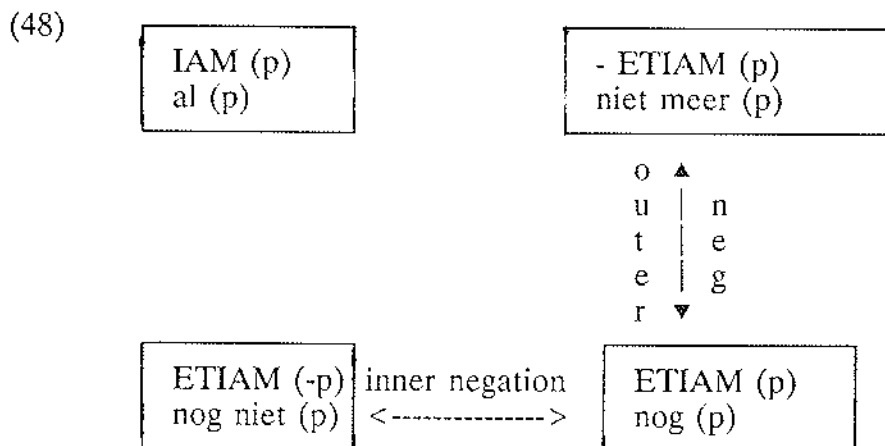 (48)
IAM (p)
al (p)
- ETIAM (p)
niet meer (p)
outer
neg
ETIAM (-p)
nog niet (p)
inner negation
<----------->
ETIAM (p)
nog (p)